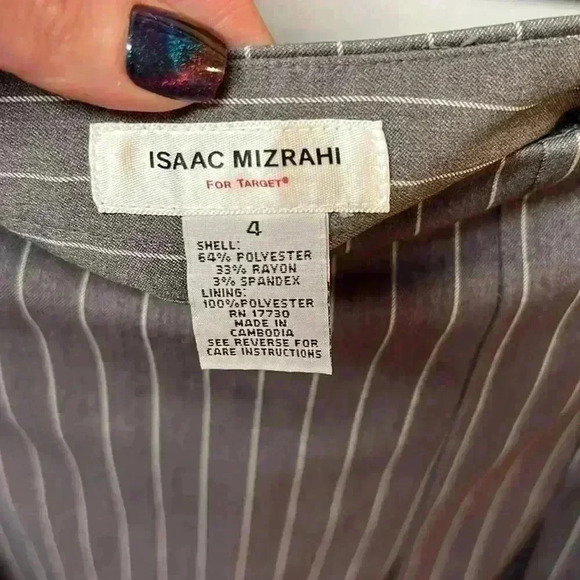 ISAAC MIZRAHI
FOR TARGET®
4
SHELL:
64% POLYESTER
33% RAYON
3% SPANDEX
LINING:
100%POLYESTER
RN 17730
MADE IN
CAMBODIA
SEE REVERSE FOR
CARE INSTRUCTIONS